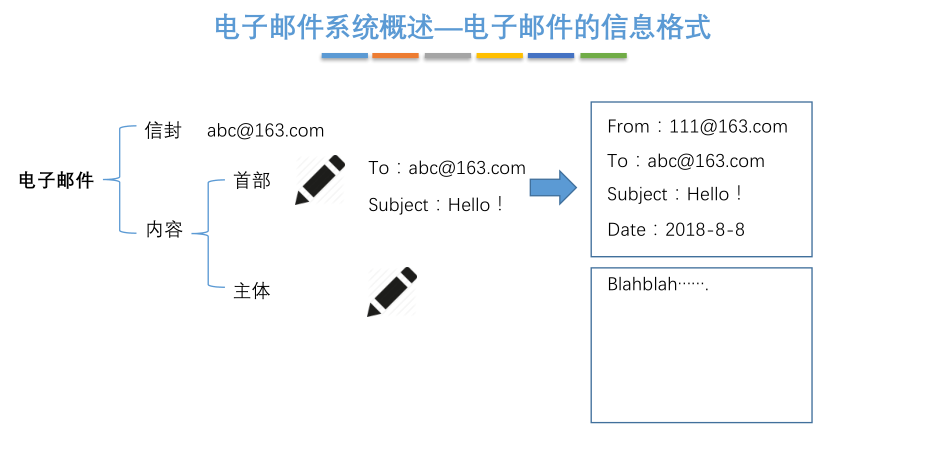 电子邮件系统概述—电子邮件的信息格式
电子邮件
信封 abc@163.com
内容
首部
To：abc@163.com
Subject：Hello！
主体
From：111@163.com
To：abc@163.com
Subject：Hello！
Date：2018-8-8
Blahblah…….